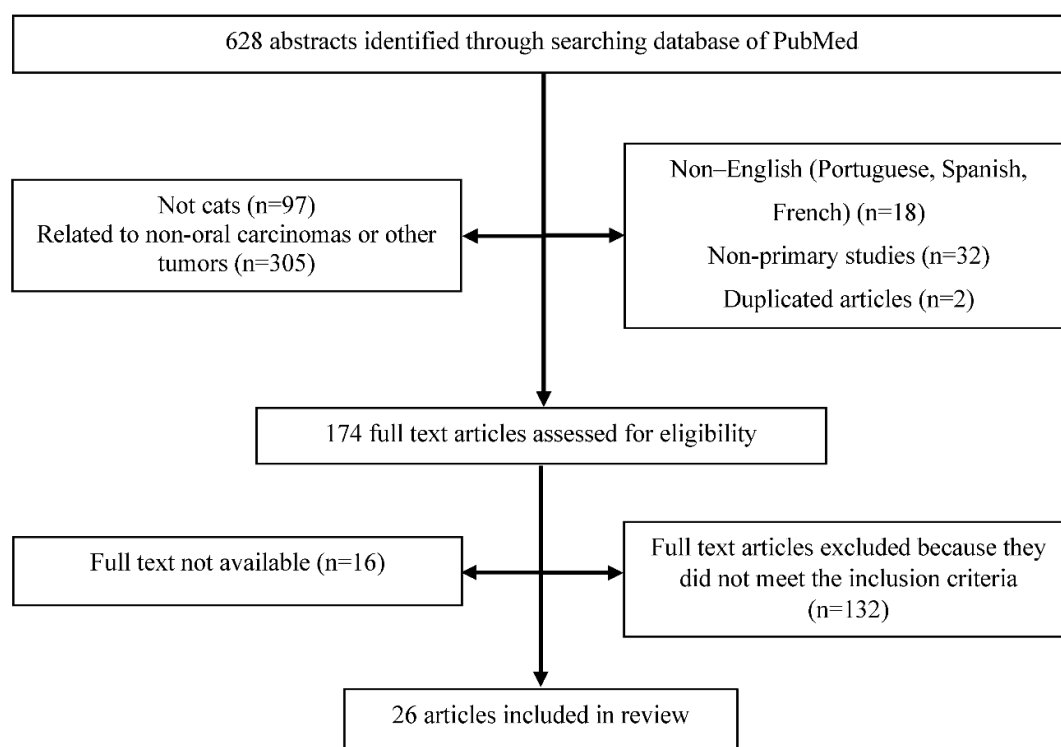 628 abstracts identified through searching database of PubMed
Not cats (n=97)
Related to non-oral carcinomas or other
tumors (n=305)
Non–English (Portuguese, Spanish,
French) (n=18)
Non-primary studies (n=32)
Duplicated articles (n=2)
174 full text articles assessed for eligibility
Full text not available (n=16)
Full text articles excluded because they
did not meet the inclusion criteria
(n=132)
26 articles included in review